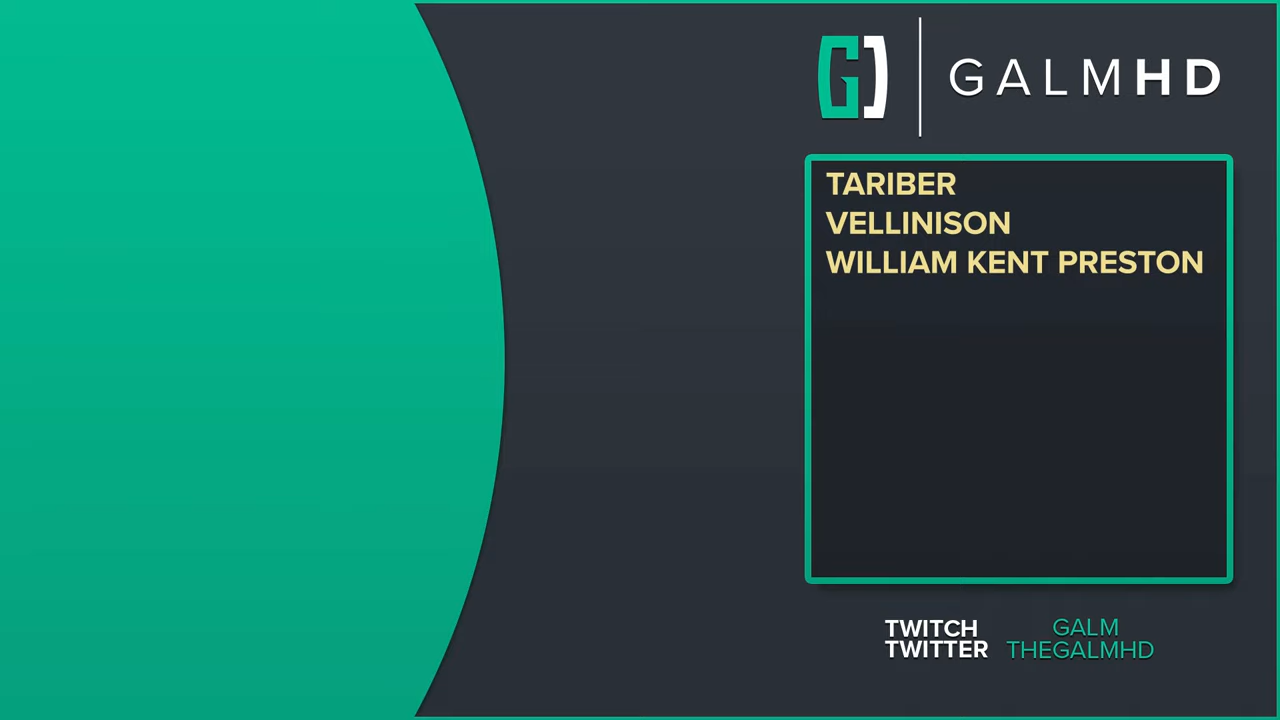 GALMHD
TARIBER
VELLINISON
WILLIAM KENT PRESTON
TWITCH GALM
TWITTER THEGALMHD